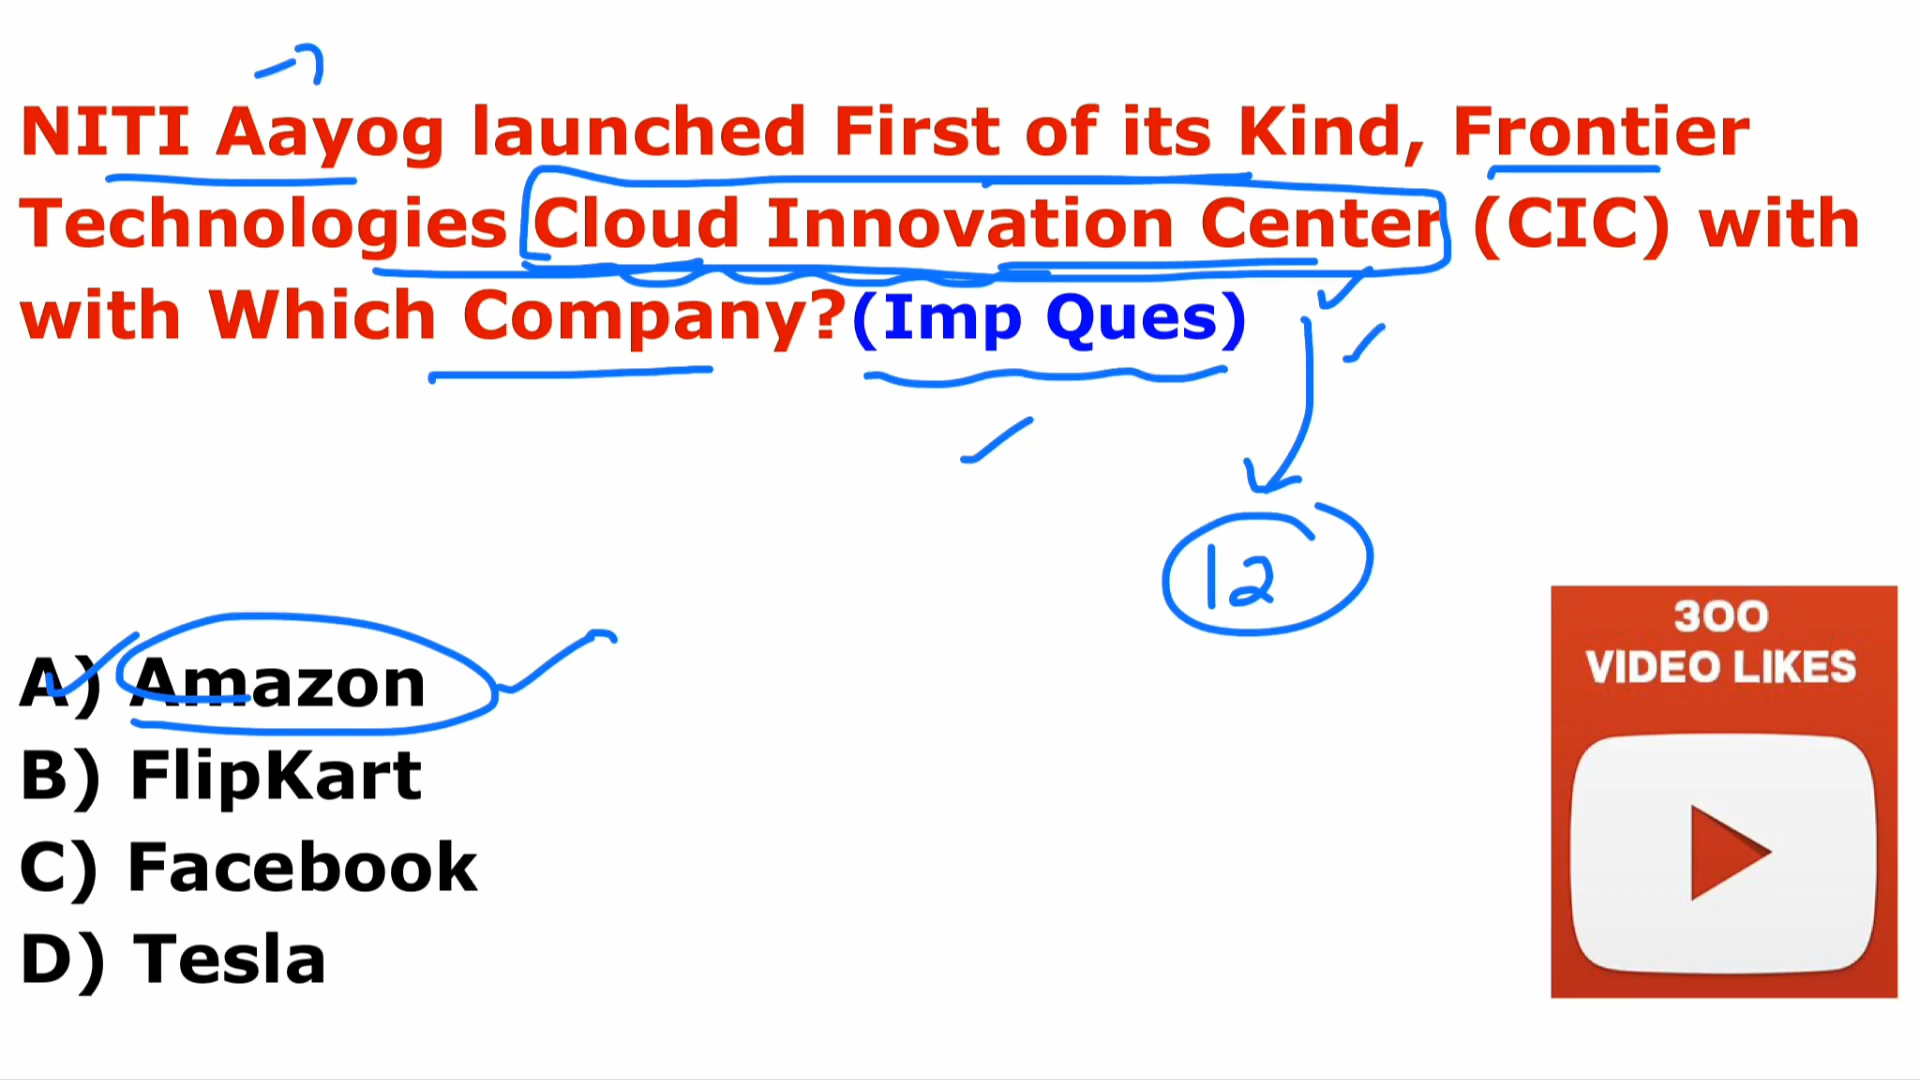 NITI Aayog launched First of its Kind, Frontier
Technologies Cloud Innovation Center (CIC) with
with Which Company?(Imp Ques)
12
A) Amazon
B) FlipKart
C) Facebook
D) Tesla
300
VIDEO LIKES